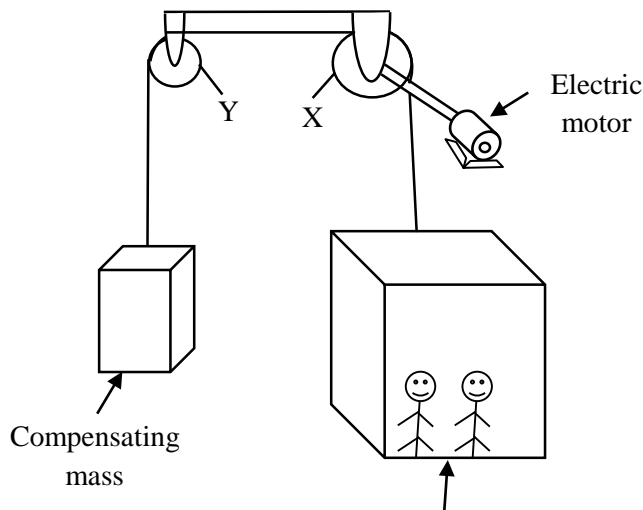 Y
X
Electric
motor
Compensating
mass